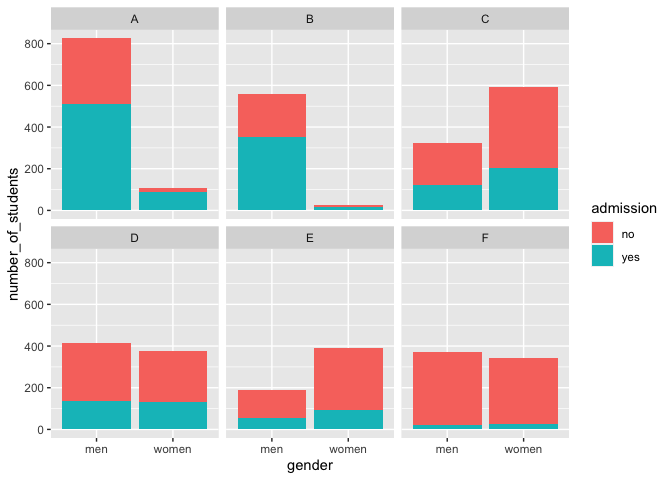 A B C
800
600
400
200
0
number_of_students
admission
no
yes
D E F
800
600
400
200
0
men women men women men women
gender